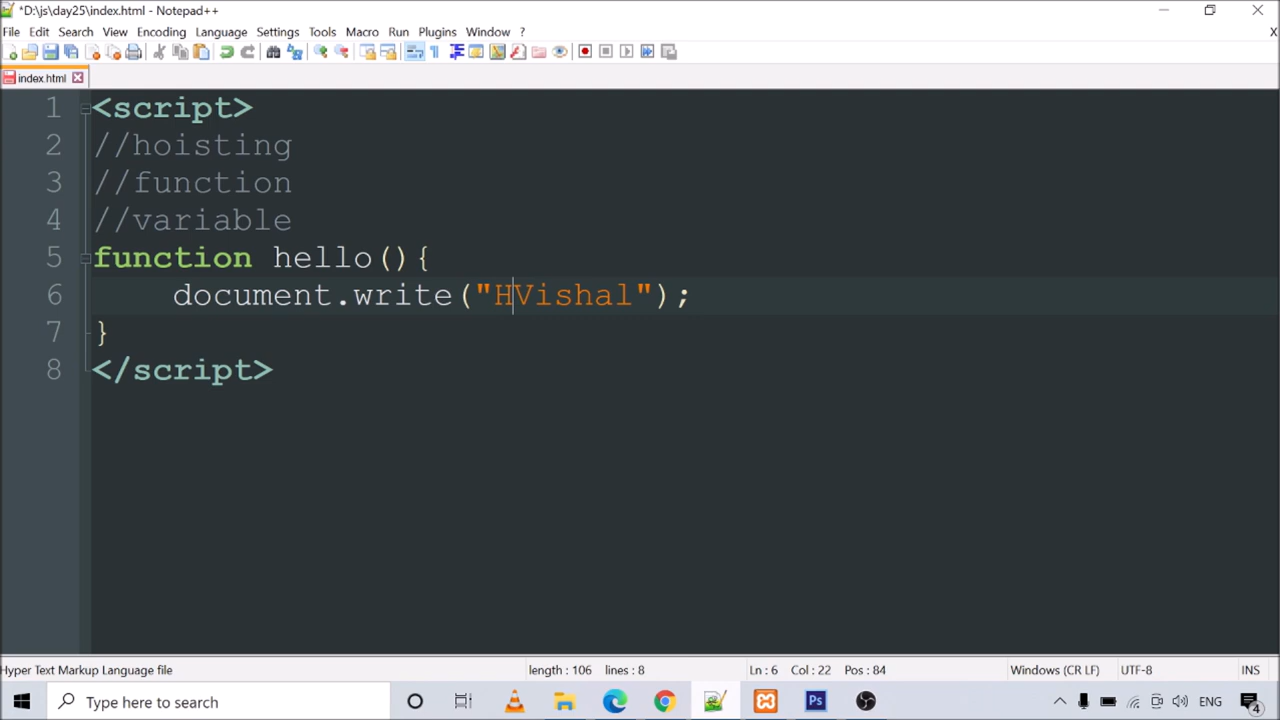 *D:\js\day25\index.html - Notepad++
File Edit Search View Encoding Language Settings Tools Macro Run Plugins Window ? X
index.html
1 <script>
2 //hoisting
3 //function
4 //variable
5 function hello(){
6 document.write("HVishal");
7 }
8 </script>
Hyper Text Markup Language file length : 106 lines : 8 Ln : 6 Col : 22 Pos : 84 Windows (CR LF) UTF-8 INS
Type here to search Ps ENG 4